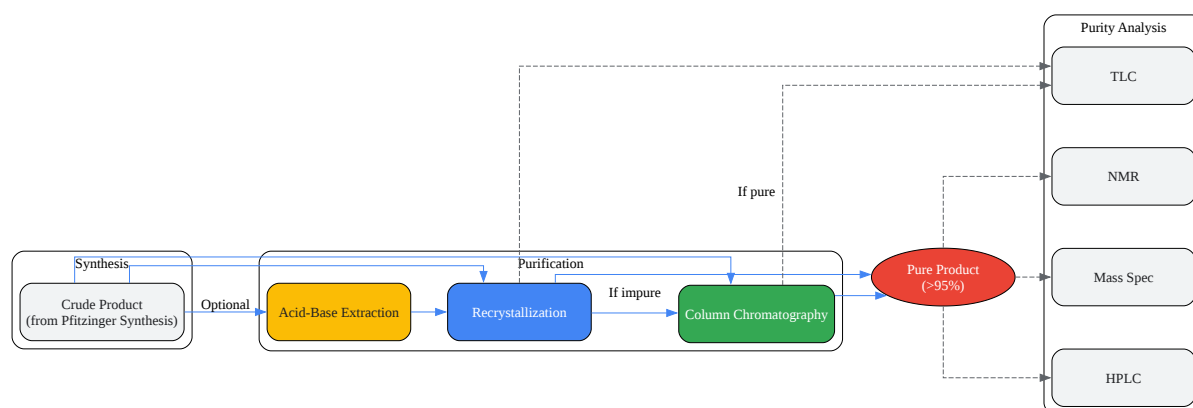 Purity Analysis
TLC
NMR
If pure
Synthesis
Purification
Pure Product
(>95%)
Mass Spec
Crude Product
(from Pfitzinger Synthesis)
Optional
Acid-Base Extraction
Recrystallization
If impure
Column Chromatography
HPLC